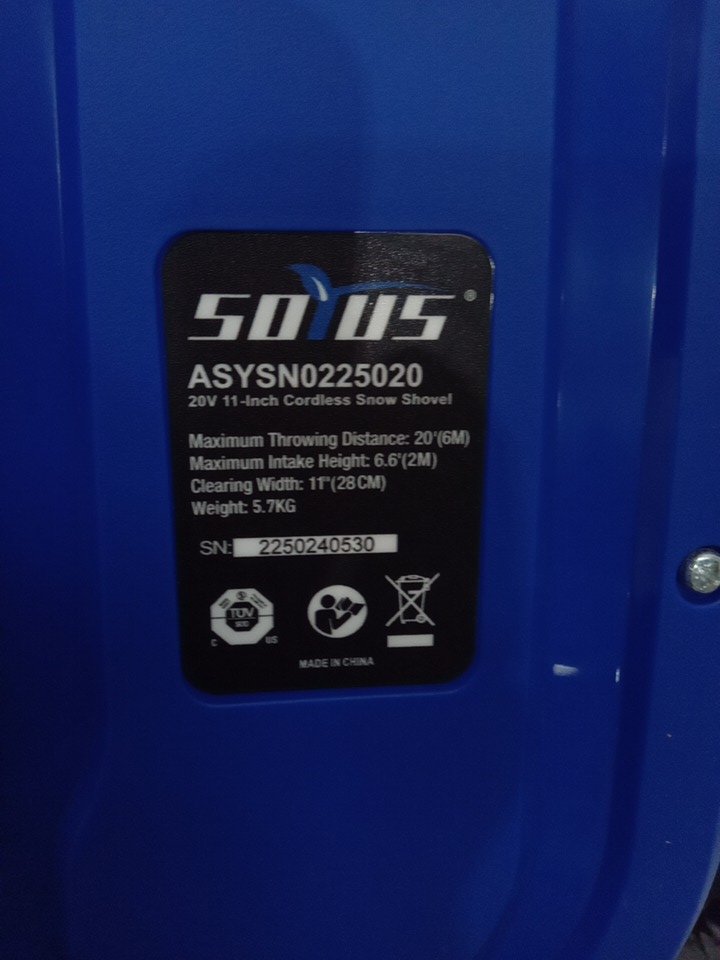 SOYUS®
ASYSN0225020
20V 11-Inch Cordless Snow Shovel
Maximum Throwing Distance: 20'(6M)
Maximum Intake Height: 6.6'(2M)
Clearing Width: 11"(28CM)
Weight: 5.7KG
SN: 2250240530
TÜV
C US
MADE IN CHINA